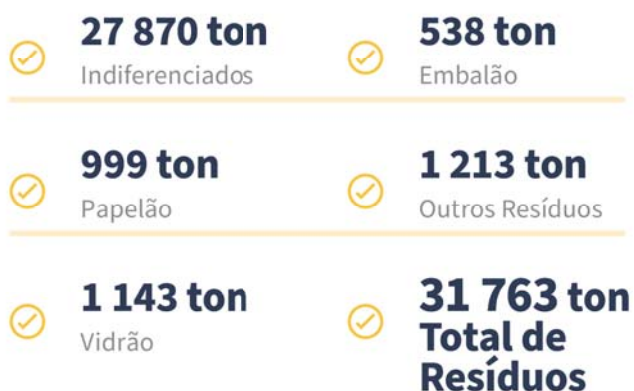 27 870 ton
Indiferenciados
538 ton
Embalão
999 ton
Papelão
1 213 ton
Outros Resíduos
1 143 ton
Vidrão
31 763 ton
Total de
Resíduos